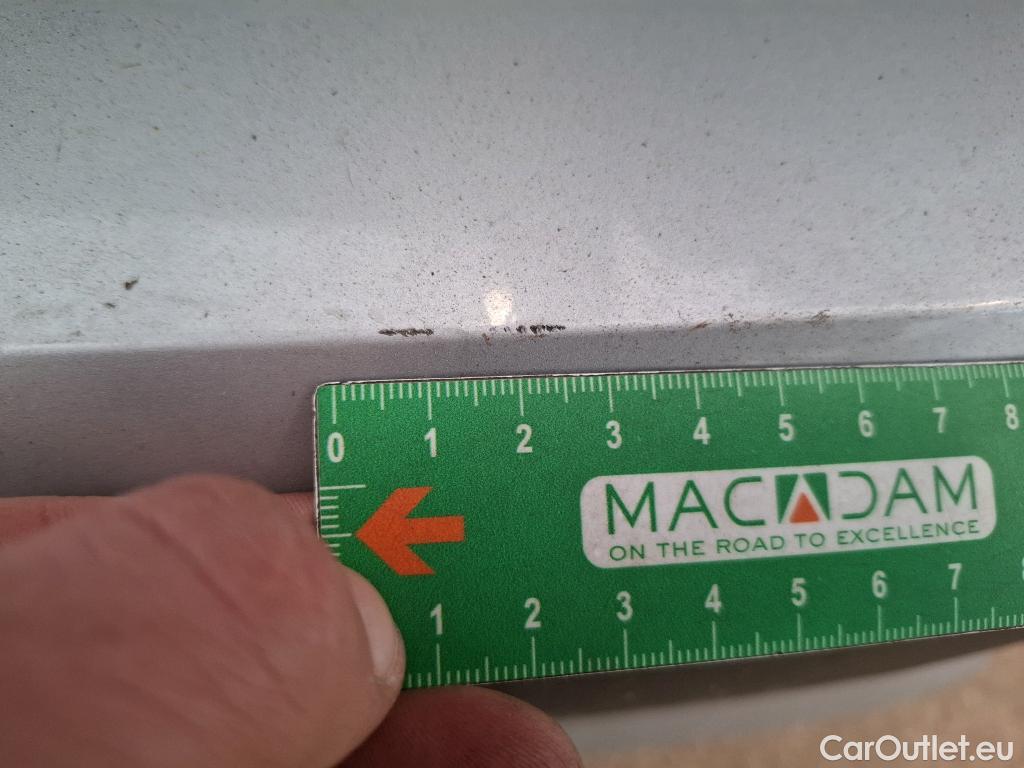 0 1 2 3 4 5 6 7 8
MACADAM
ON THE ROAD TO EXCELLENCE
1 2 3 4 5 6 7
CarOutlet.eu